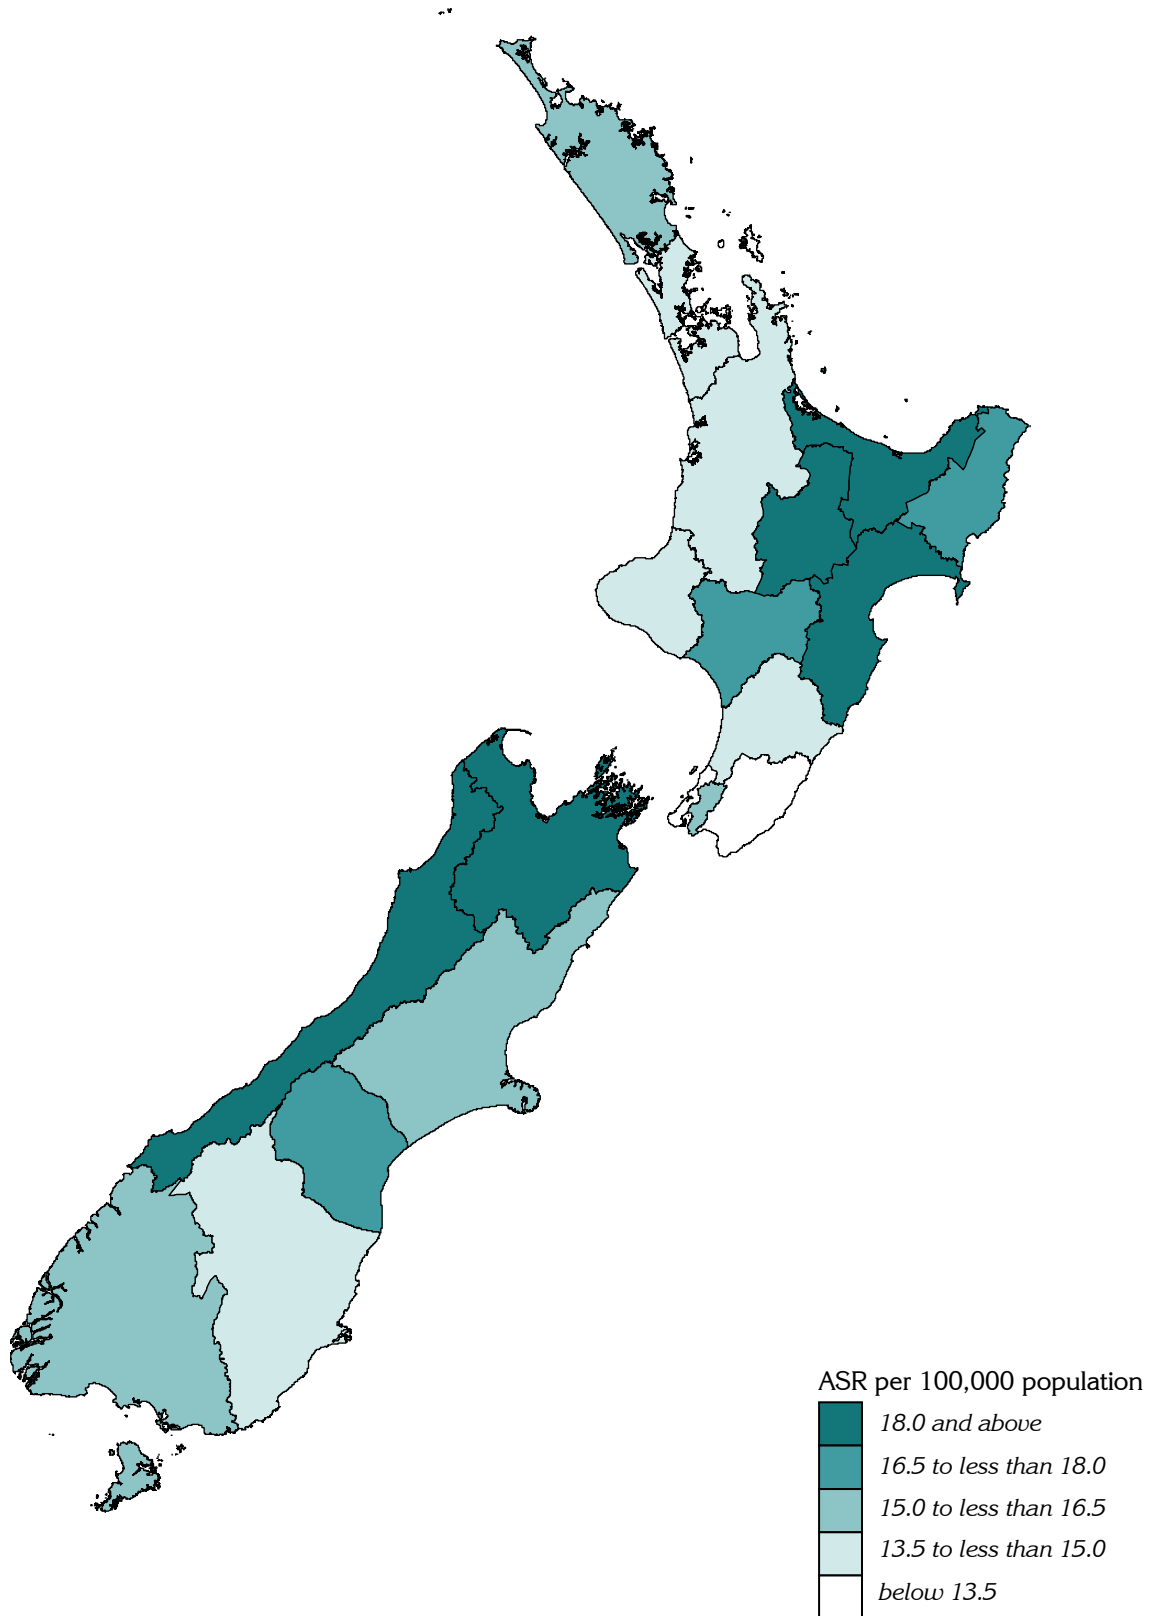 ASR per 100,000 population
18.0 and above
16.5 to less than 18.0
15.0 to less than 16.5
13.5 to less than 15.0
below 13.5